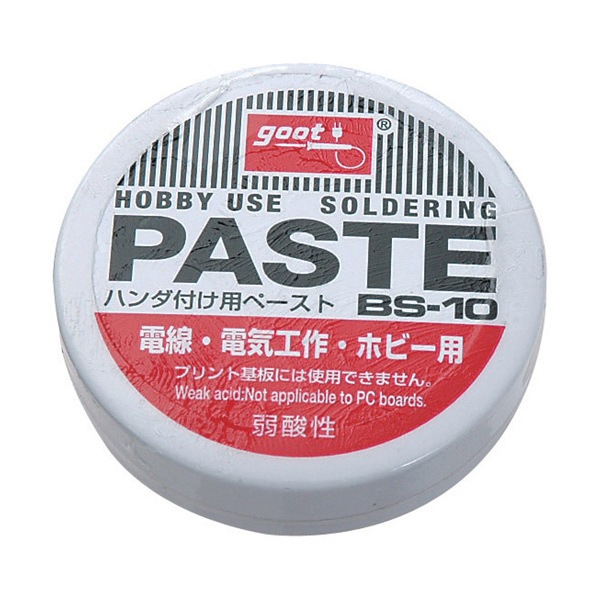 goot ®
HOBBY USE SOLDERING
PASTE
ハンダ付け用ペースト BS-10
電線・電気工作・ホビー用
プリント基板には使用できません。
Weak acid:Not applicable to PC boards.
弱酸性